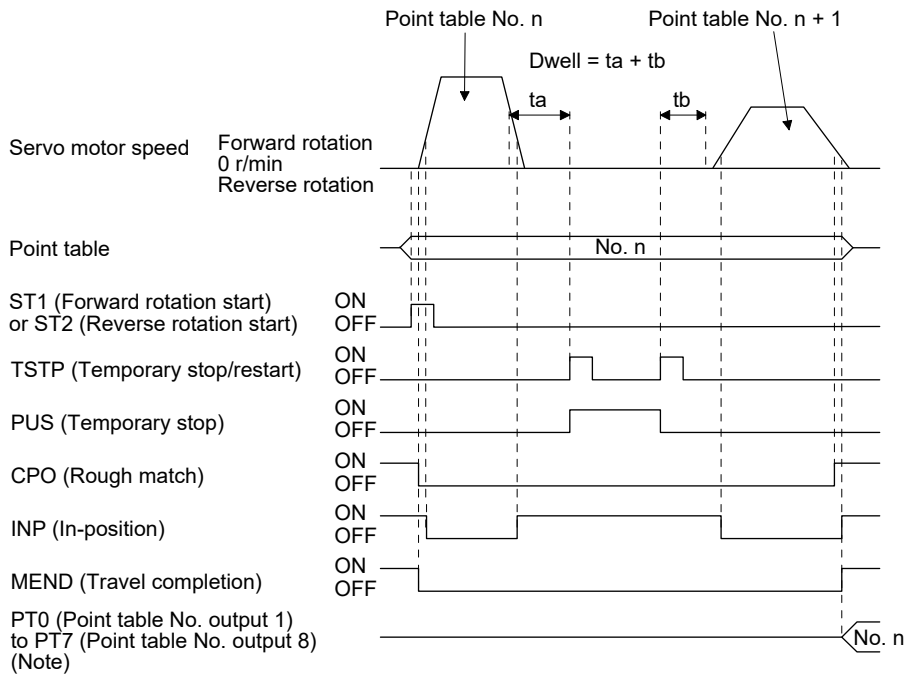 Point table No. n
Point table No. n + 1
Dwell = ta + tb
ta
tb
Servo motor speed
Forward rotation
0 r/min
Reverse rotation
Point table
No. n
ST1 (Forward rotation start)
or ST2 (Reverse rotation start)
ON
OFF
TSTP (Temporary stop/restart)
ON
OFF
PUS (Temporary stop)
ON
OFF
CPO (Rough match)
ON
OFF
INP (In-position)
ON
OFF
MEND (Travel completion)
ON
OFF
PT0 (Point table No. output 1)
to PT7 (Point table No. output 8)
(Note)
No. n